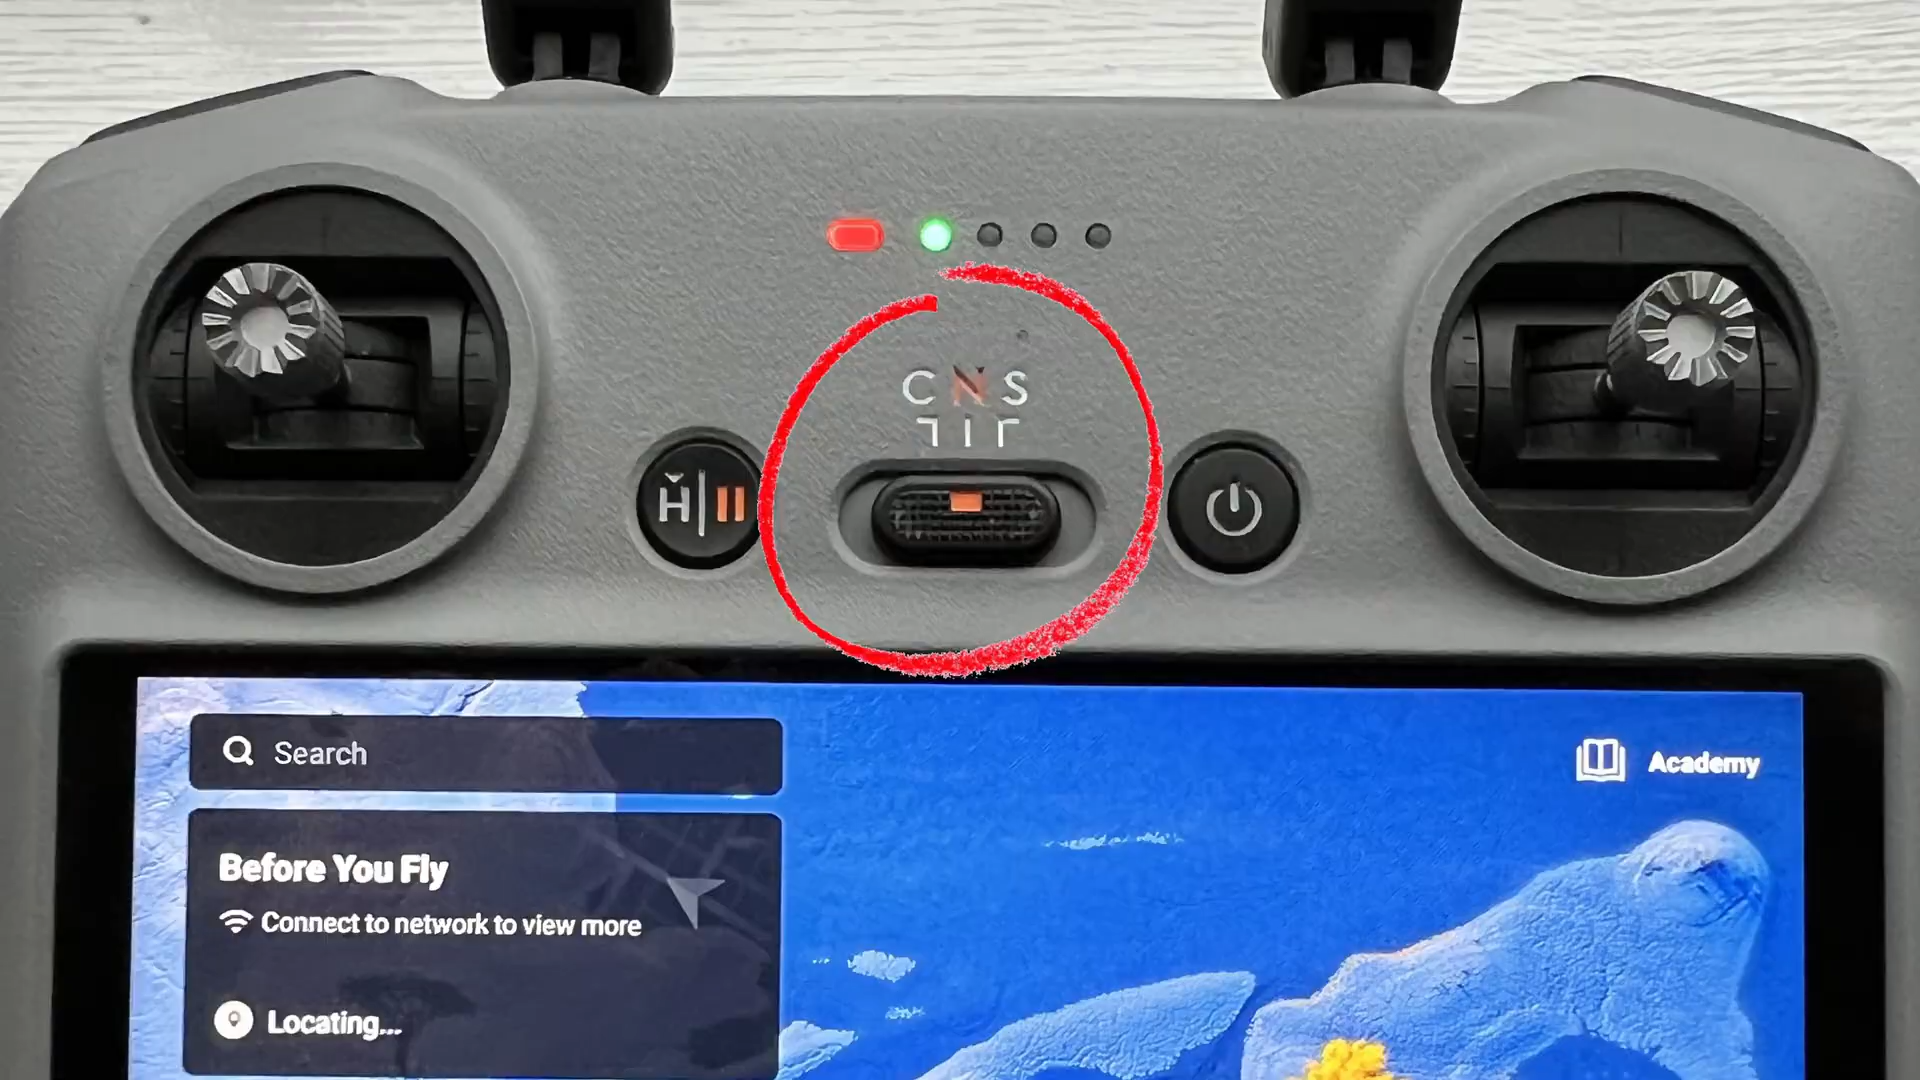 C N S
H
Search
Academy
Before You Fly
Connect to network to view more
Locating...